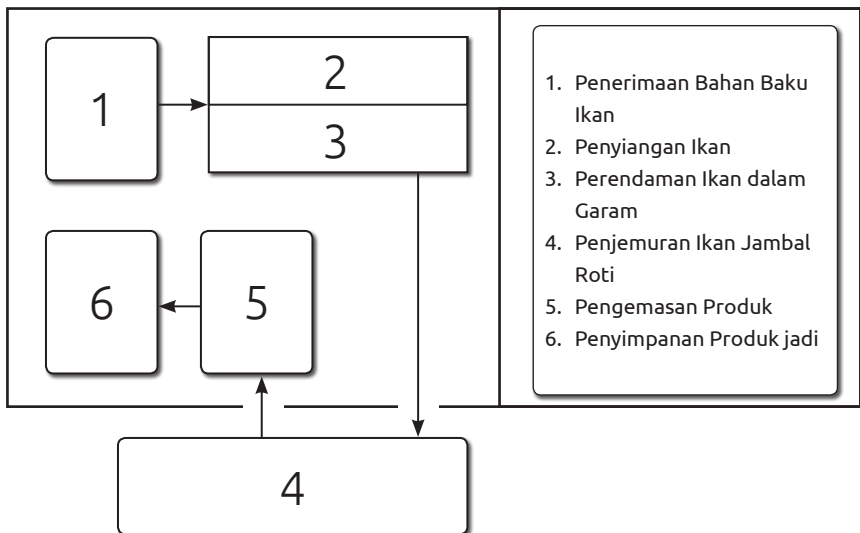 1
2
3
6
5
4
1. Penerimaan Bahan Baku
Ikan
2. Penyiangan Ikan
3. Perendaman Ikan dalam
Garam
4. Penjemuran Ikan Jambal
Roti
5. Pengemasan Produk
6. Penyimpanan Produk jadi